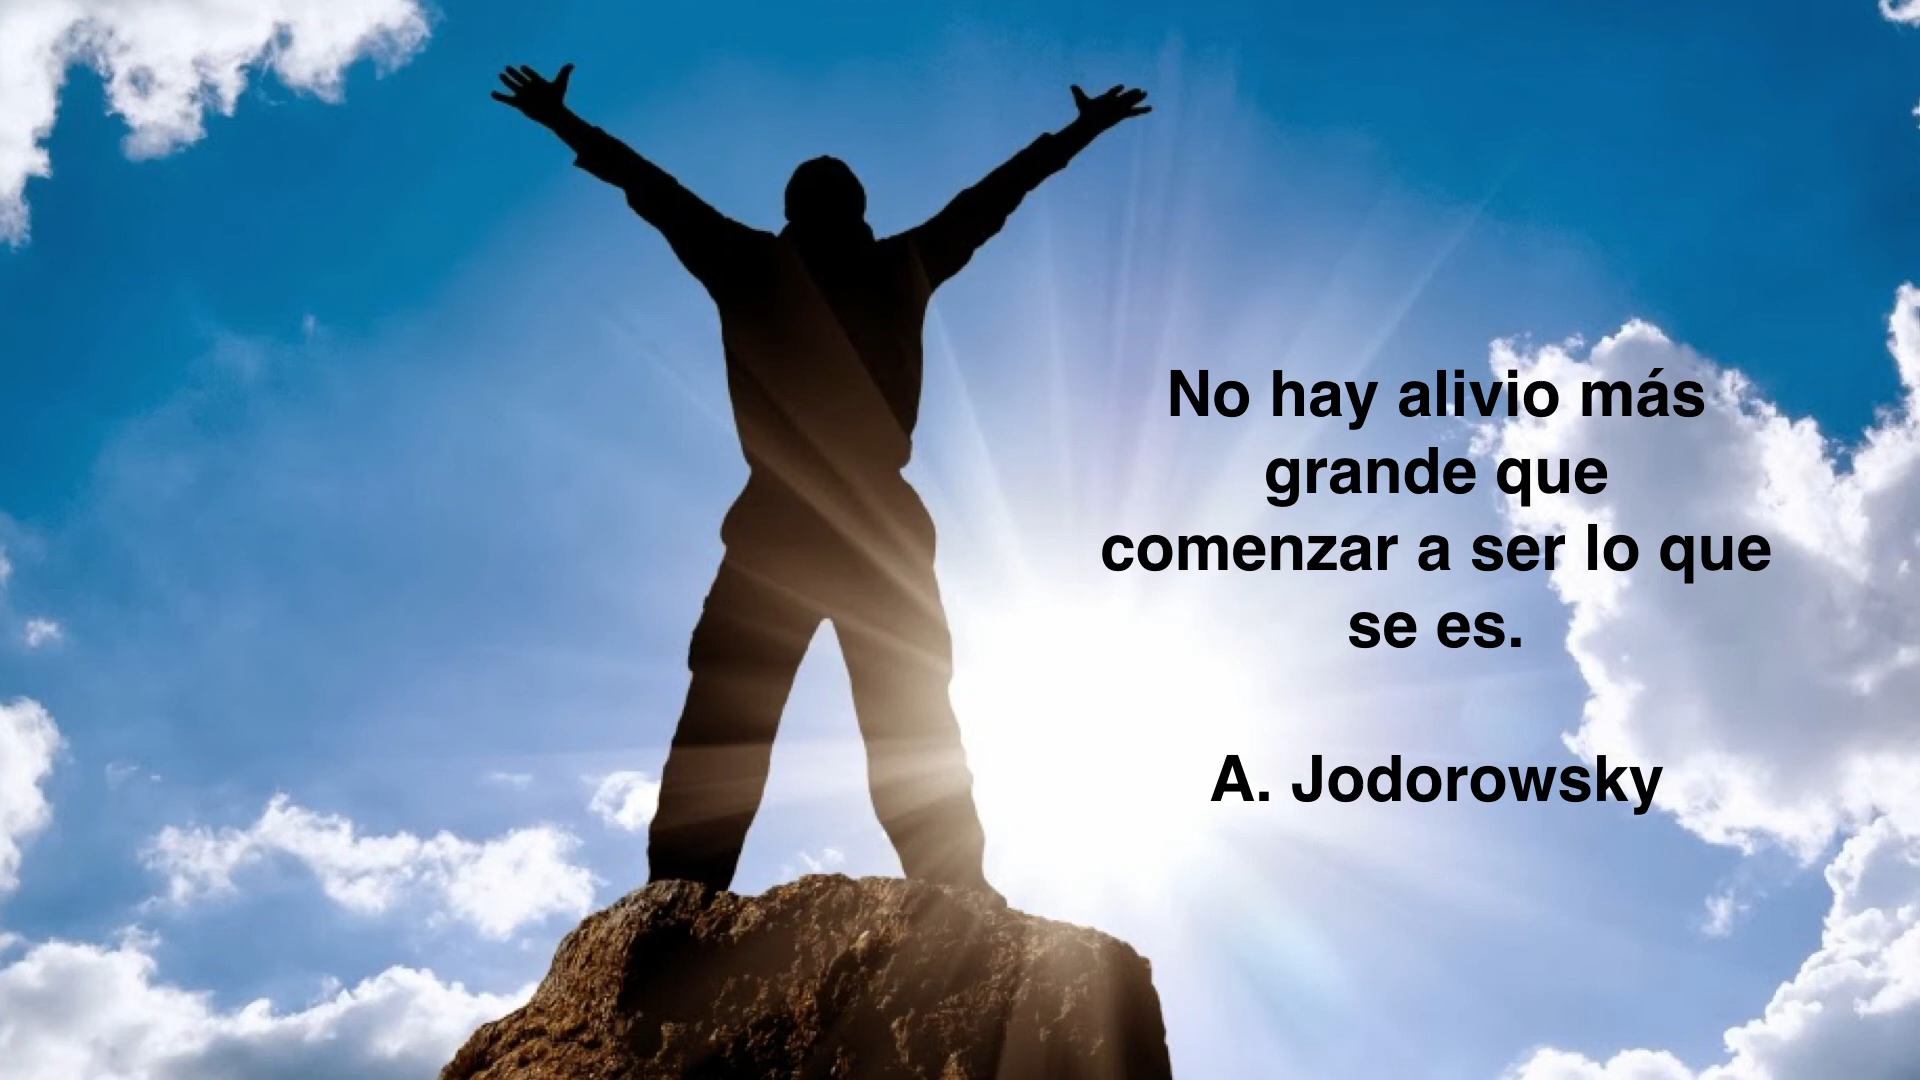 No hay alivio más
grande que
comenzar a ser lo que
se es.
A. Jodorowsky